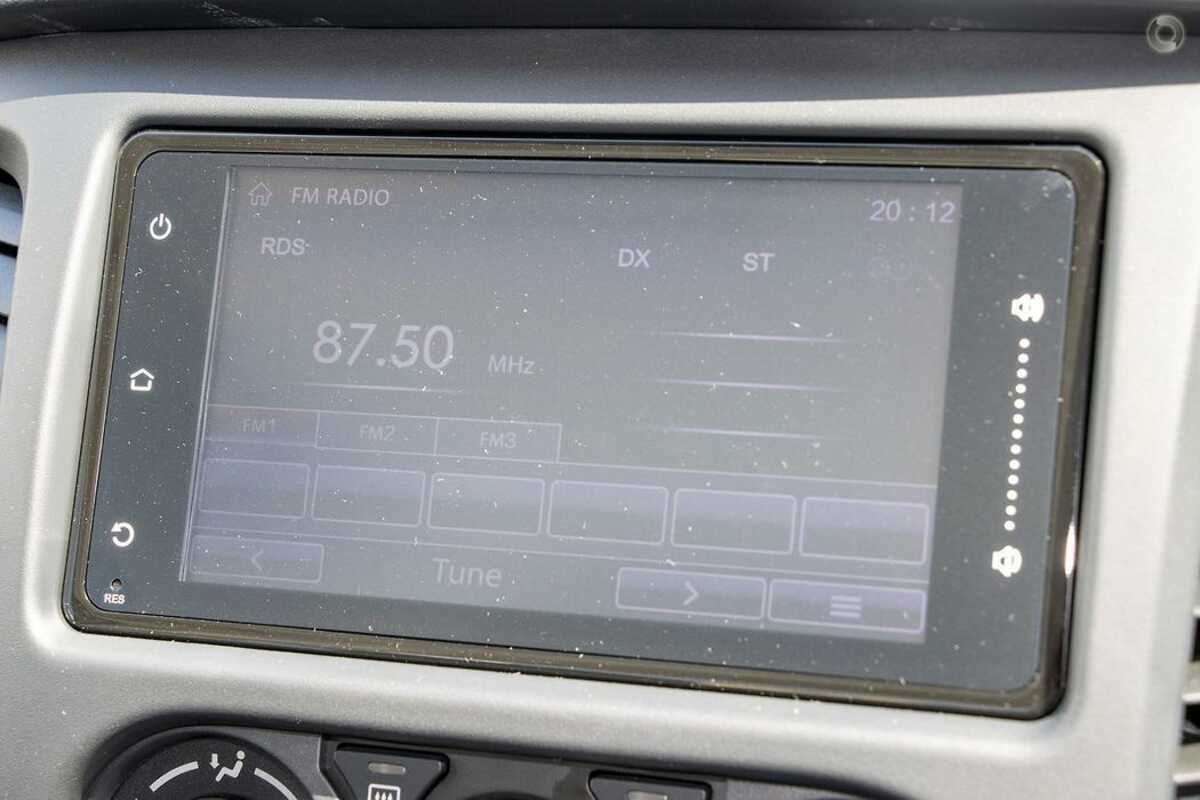 FM RADIO
20 : 12
RDS
DX
ST
87.50 MHz
FM1
FM2
FM3
Tune
RES